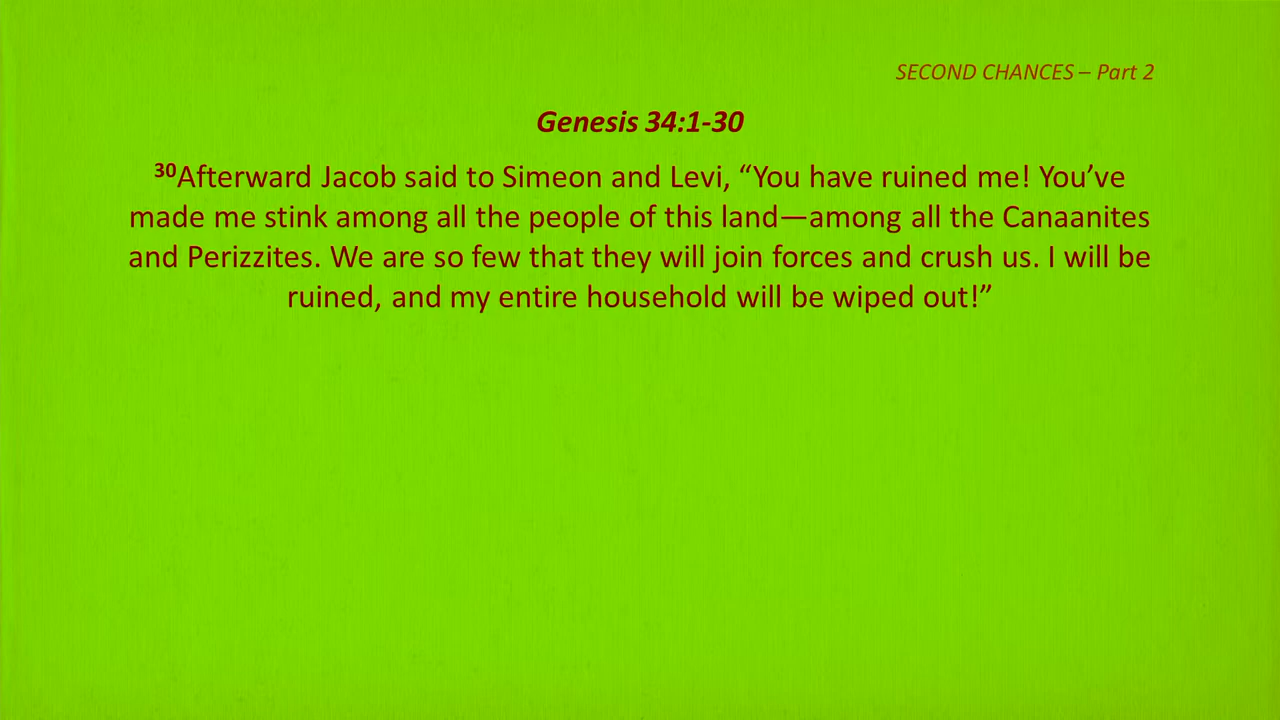 SECOND CHANCES – Part 2
Genesis 34:1-30
30Afterward Jacob said to Simeon and Levi, “You have ruined me! You’ve
made me stink among all the people of this land—among all the Canaanites
and Perizzites. We are so few that they will join forces and crush us. I will be
ruined, and my entire household will be wiped out!”